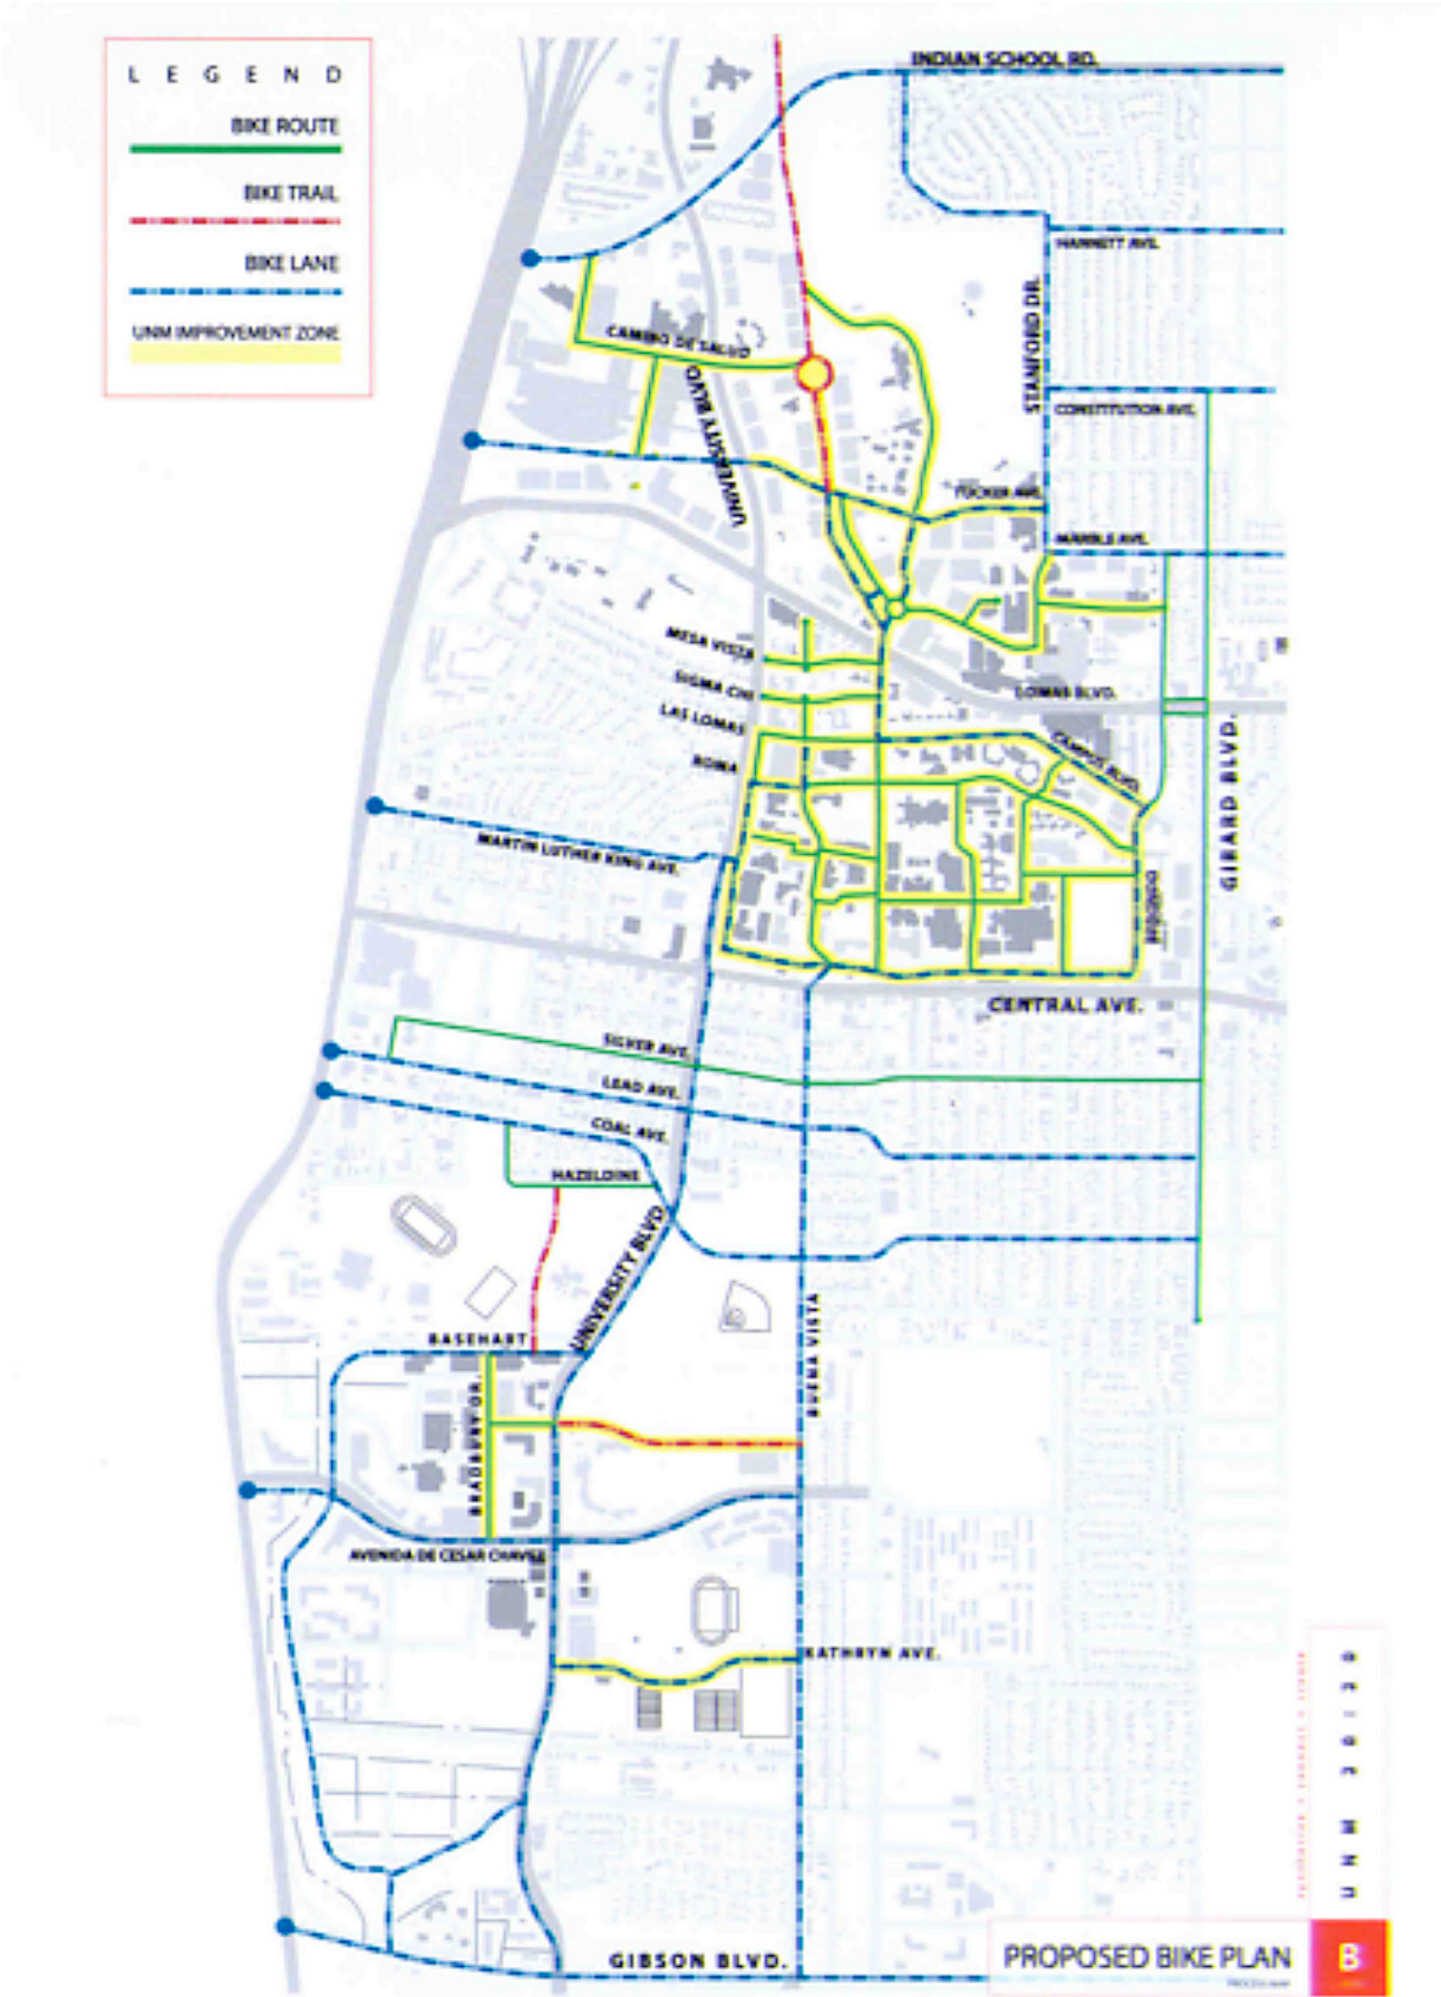 L E G E N D
BIKE ROUTE
BIKE TRAIL
BIKE LANE
UNM IMPROVEMENT ZONE
INDIAN SCHOOL RD.
HANNETT AVE.
STANFORD DR.
CAMINO DE SALUD
UNIVERSITY BLVD
CONSTITUTION AVE.
TUCKER AVE.
MARBLE AVE.
MESA VISTA
SIGMA CHI
LAS LOMAS
ROMA
LOMAS BLVD.
CAMPUS BLVD.
GIRARD BLVD.
MARTIN LUTHER KING AVE.
REDONDO
CENTRAL AVE.
SILVER AVE.
LEAD AVE.
COAL AVE.
HAZELDINE
UNIVERSITY BLVD
BASEHART
BUENA VISTA
BRADBURY DR.
AVENIDA DE CESAR CHAVEZ
KATHRYN AVE.
GIBSON BLVD.
PROPOSED BIKE PLAN
B